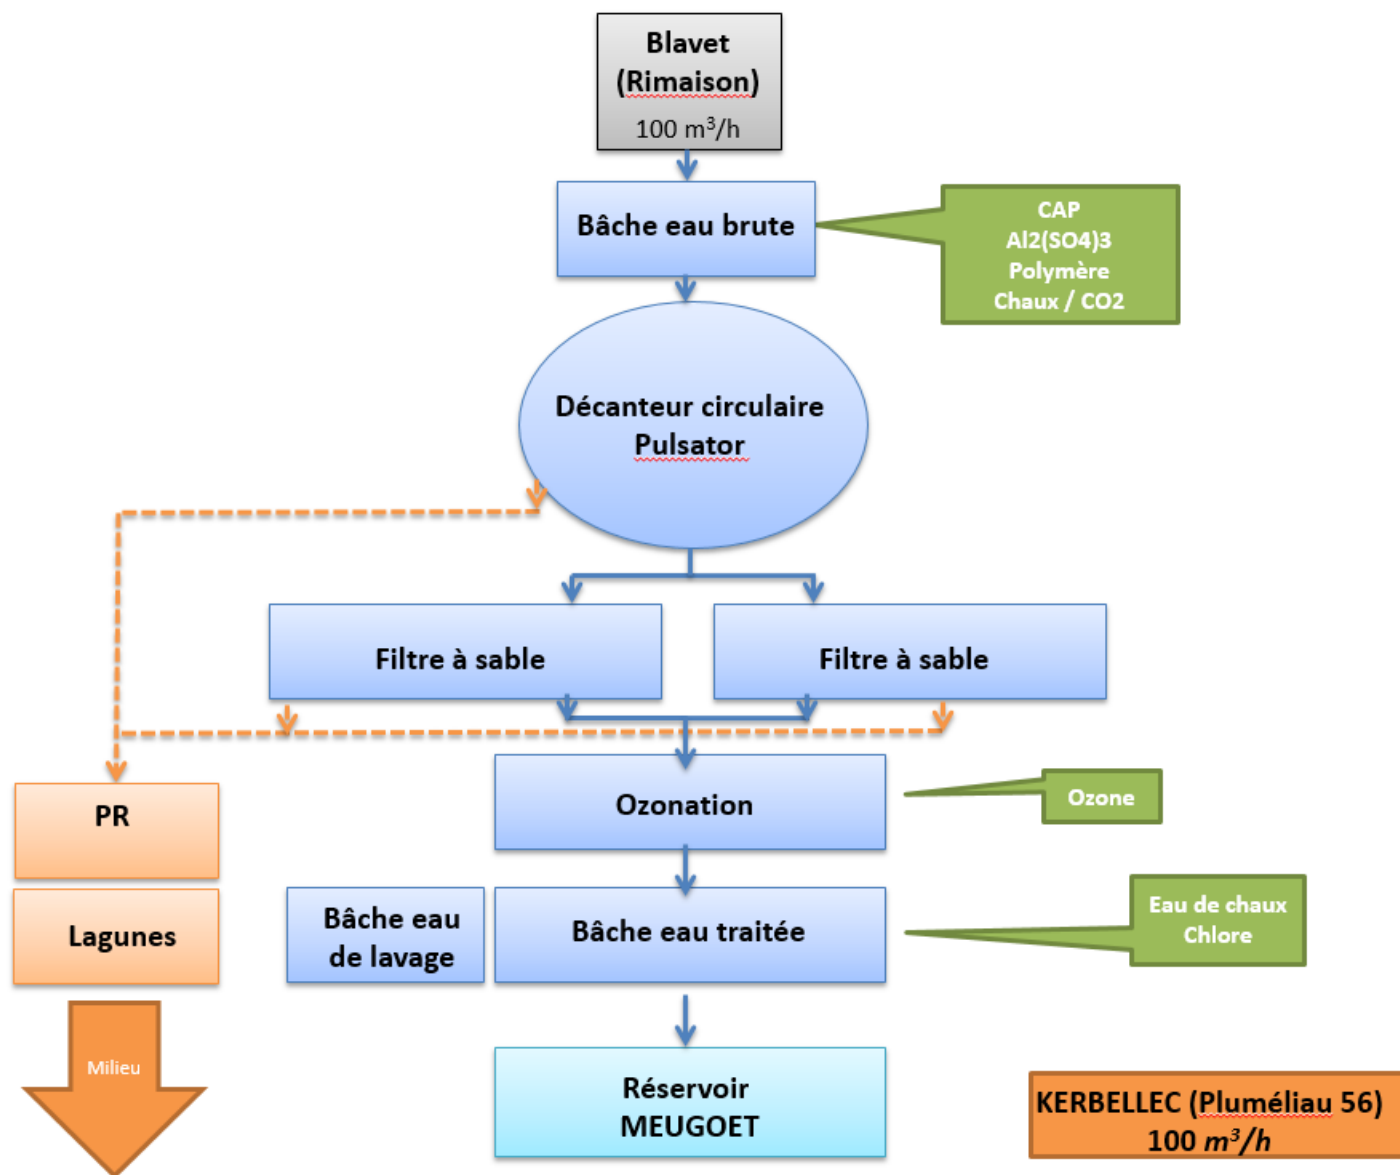 Blavet
(Rimaison)
100 m³/h
Bâche eau brute
CAP
Al2(SO4)3
Polymère
Chaux / CO2
Décanteur circulaire
Pulsator
Filtre à sable
Filtre à sable
PR
Ozonation
Ozone
Lagunes
Bâche eau
de lavage
Bâche eau traitée
Eau de chaux
Chlore
Milieu
Réservoir
MEUGOET
KERBELLEC (Pluméliau 56)
100 m³/h